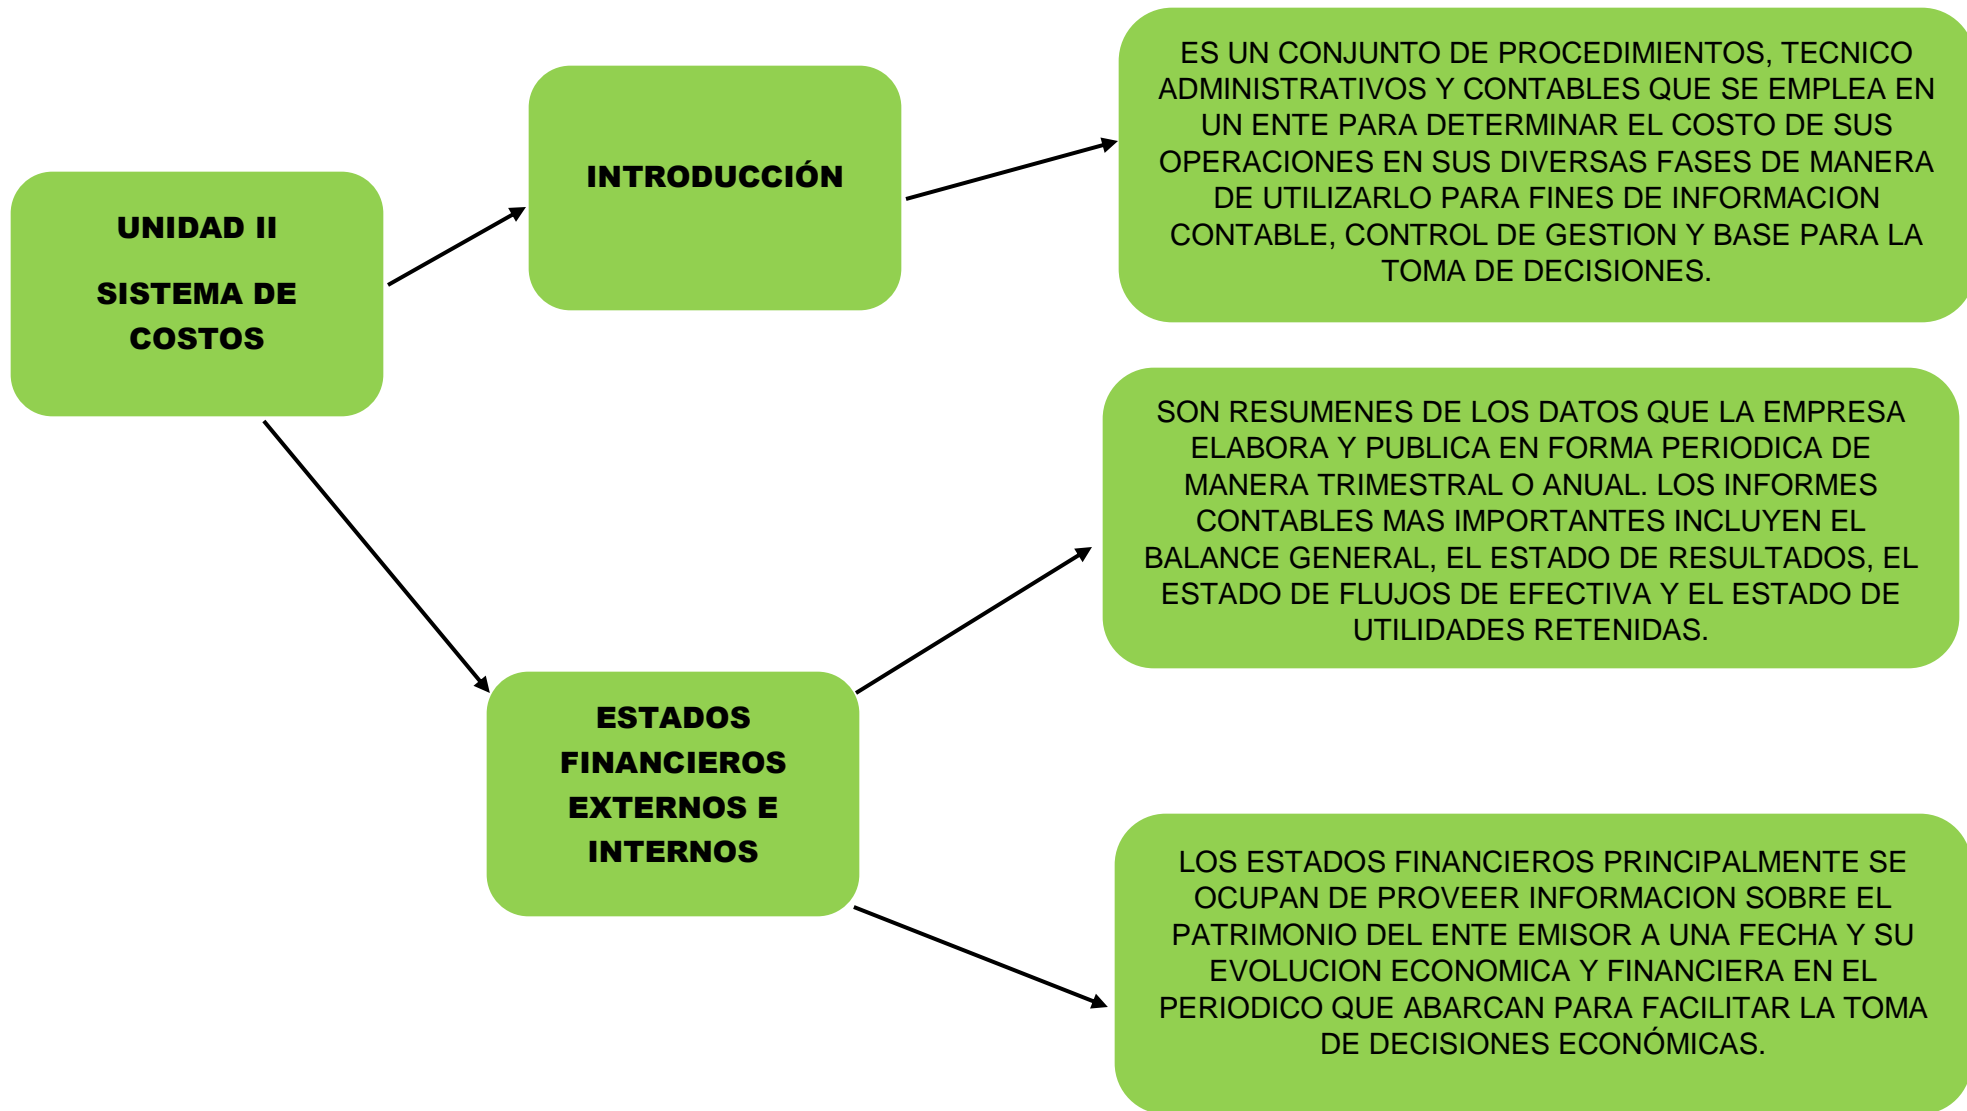 UNIDAD II
SISTEMA DE
COSTOS
INTRODUCCIÓN
ES UN CONJUNTO DE PROCEDIMIENTOS, TECNICO
ADMINISTRATIVOS Y CONTABLES QUE SE EMPLEA EN
UN ENTE PARA DETERMINAR EL COSTO DE SUS
OPERACIONES EN SUS DIVERSAS FASES DE MANERA
DE UTILIZARLO PARA FINES DE INFORMACION
CONTABLE, CONTROL DE GESTION Y BASE PARA LA
TOMA DE DECISIONES.
ESTADOS
FINANCIEROS
EXTERNOS E
INTERNOS
SON RESUMENES DE LOS DATOS QUE LA EMPRESA
ELABORA Y PUBLICA EN FORMA PERIODICA DE
MANERA TRIMESTRAL O ANUAL. LOS INFORMES
CONTABLES MAS IMPORTANTES INCLUYEN EL
BALANCE GENERAL, EL ESTADO DE RESULTADOS, EL
ESTADO DE FLUJOS DE EFECTIVA Y EL ESTADO DE
UTILIDADES RETENIDAS.
LOS ESTADOS FINANCIEROS PRINCIPALMENTE SE
OCUPAN DE PROVEER INFORMACION SOBRE EL
PATRIMONIO DEL ENTE EMISOR A UNA FECHA Y SU
EVOLUCION ECONOMICA Y FINANCIERA EN EL
PERIODICO QUE ABARCAN PARA FACILITAR LA TOMA
DE DECISIONES ECONÓMICAS.